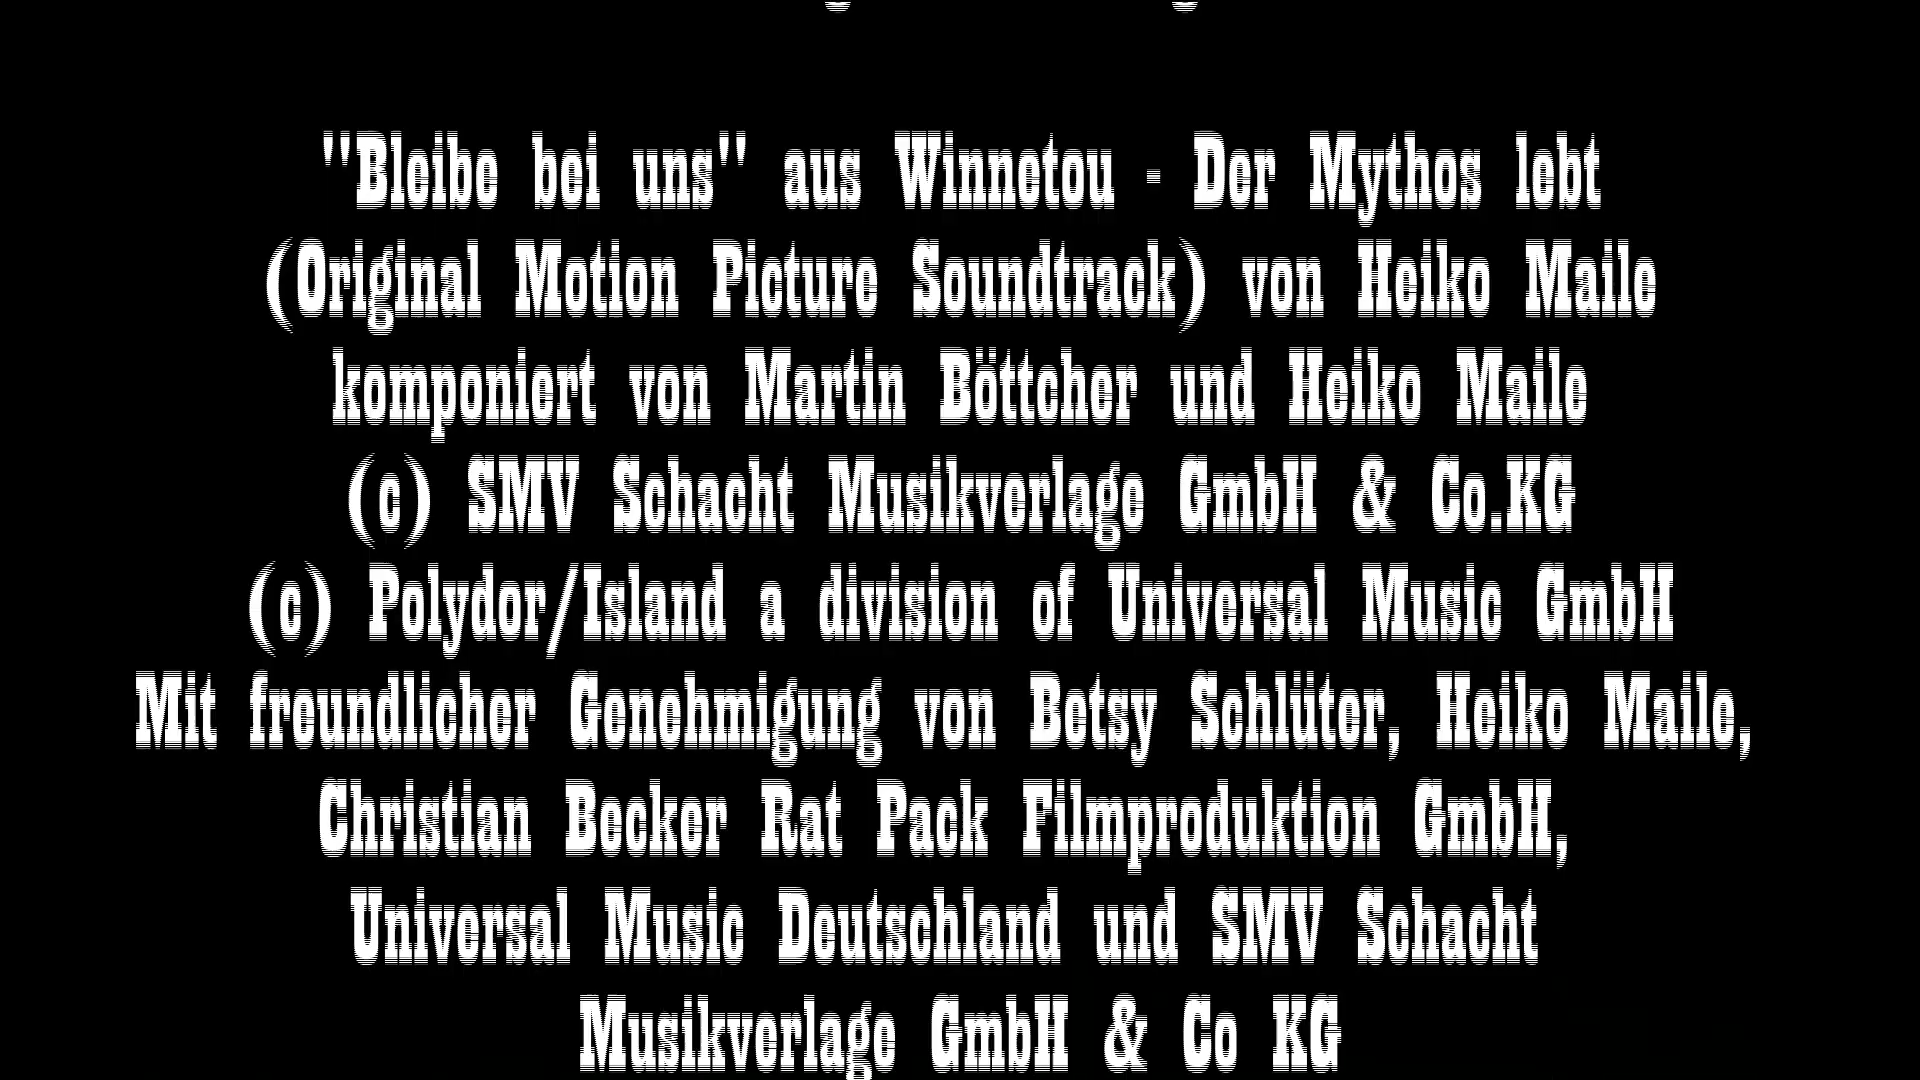 "Bleibe bei uns" aus Winnetou - Der Mythos lebt
(Original Motion Picture Soundtrack) von Heiko Maile
komponiert von Martin Böttcher und Heiko Maile
(c) SMV Schacht Musikverlage GmbH & Co.KG
(c) Polydor/Island a division of Universal Music GmbH
Mit freundlicher Genehmigung von Betsy Schlüter, Heiko Maile,
Christian Becker Rat Pack Filmproduktion GmbH,
Universal Music Deutschland und SMV Schacht
Musikverlage GmbH & Co KG